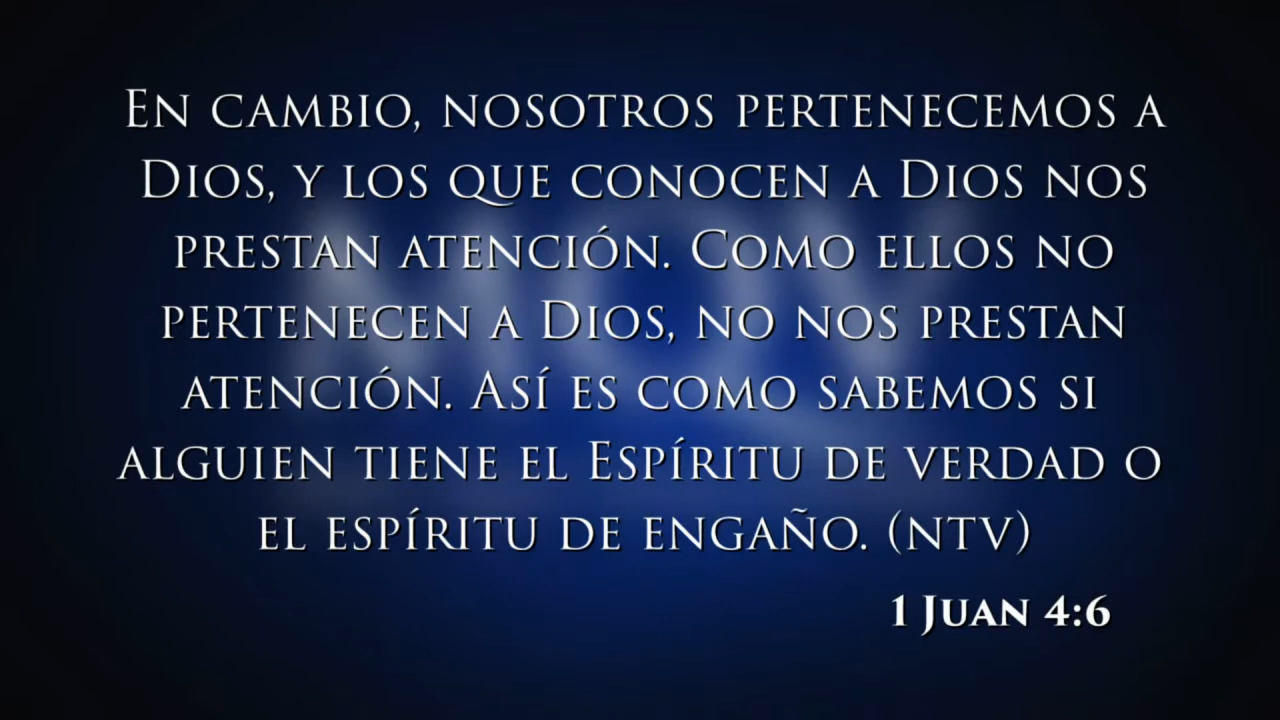 En cambio, nosotros pertenecemos a
Dios, y los que conocen a Dios nos
prestan atención. Como ellos no
pertenecen a Dios, no nos prestan
atención. Así es como sabemos si
alguien tiene el Espíritu de verdad o
el espíritu de engaño. (NTV)
1 Juan 4:6